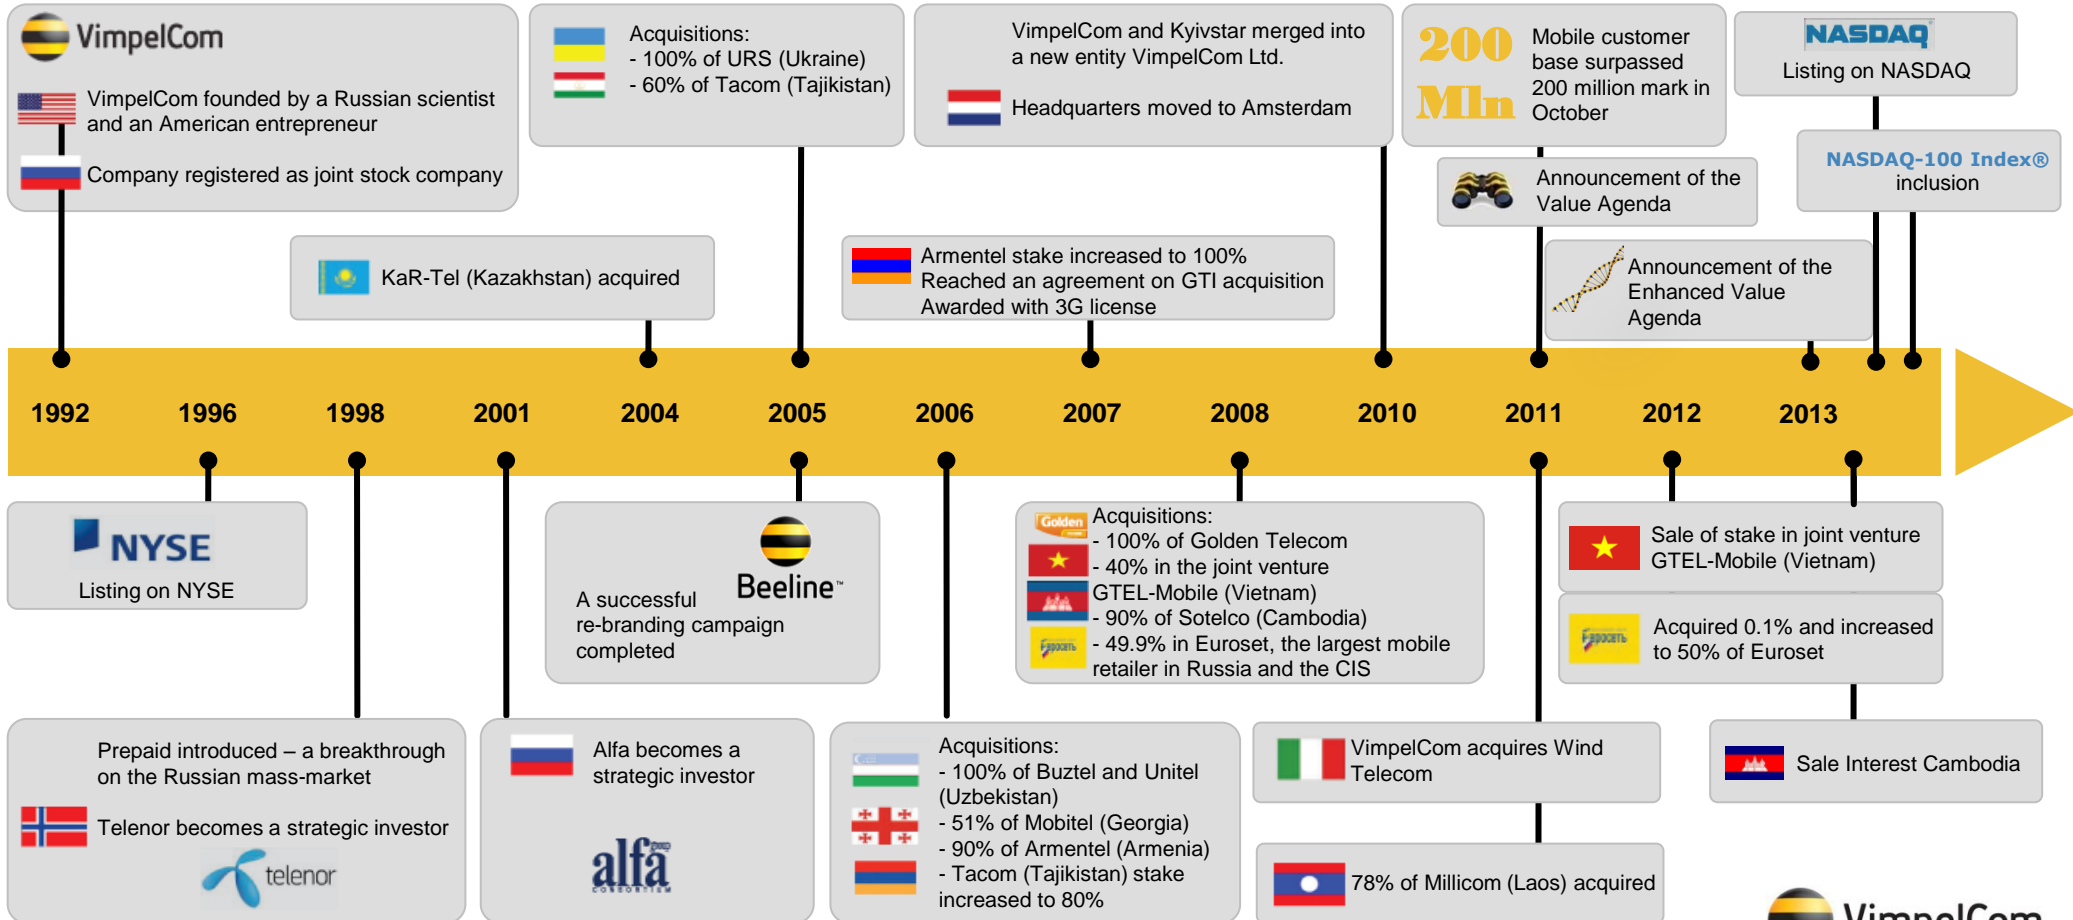 VimpelCom
VimpelCom founded by a Russian scientist
and an American entrepreneur
Company registered as joint stock company
Acquisitions:
- 100% of URS (Ukraine)
- 60% of Tacom (Tajikistan)
VimpelCom and Kyivstar merged into
a new entity VimpelCom Ltd.
Headquarters moved to Amsterdam
200
Mln
Mobile customer
base surpassed
200 million mark in
October
NASDAQ
Listing on NASDAQ
Announcement of the
Value Agenda
NASDAQ-100 Index®
inclusion
KaR-Tel (Kazakhstan) acquired
Armentel stake increased to 100%
Reached an agreement on GTI acquisition
Awarded with 3G license
Announcement of the
Enhanced Value
Agenda
1992 1996 1998 2001 2004 2005 2006 2007 2008 2010 2011 2012 2013
NYSE
Listing on NYSE
Beeline™
A successful
re-branding campaign
completed
Golden
Acquisitions:
- 100% of Golden Telecom
- 40% in the joint venture
GTEL-Mobile (Vietnam)
- 90% of Sotelco (Cambodia)
Евросеть
- 49.9% in Euroset, the largest mobile
retailer in Russia and the CIS
Sale of stake in joint venture
GTEL-Mobile (Vietnam)
Евросеть
Acquired 0.1% and increased
to 50% of Euroset
Prepaid introduced – a breakthrough
on the Russian mass-market
Telenor becomes a strategic investor
telenor
Alfa becomes a
strategic investor
alfa
group
CONSORTIUM
Acquisitions:
- 100% of Buztel and Unitel
(Uzbekistan)
- 51% of Mobitel (Georgia)
- 90% of Armentel (Armenia)
- Tacom (Tajikistan) stake
increased to 80%
VimpelCom acquires Wind
Telecom
78% of Millicom (Laos) acquired
Sale Interest Cambodia
VimpelCom